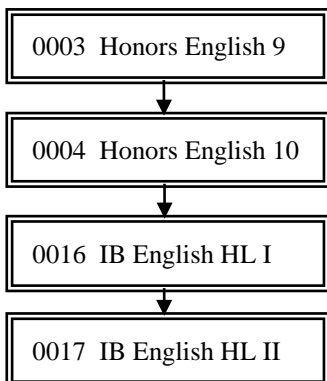 0003 Honors English 9
0004 Honors English 10
0016 IB English HL I
0017 IB English HL II